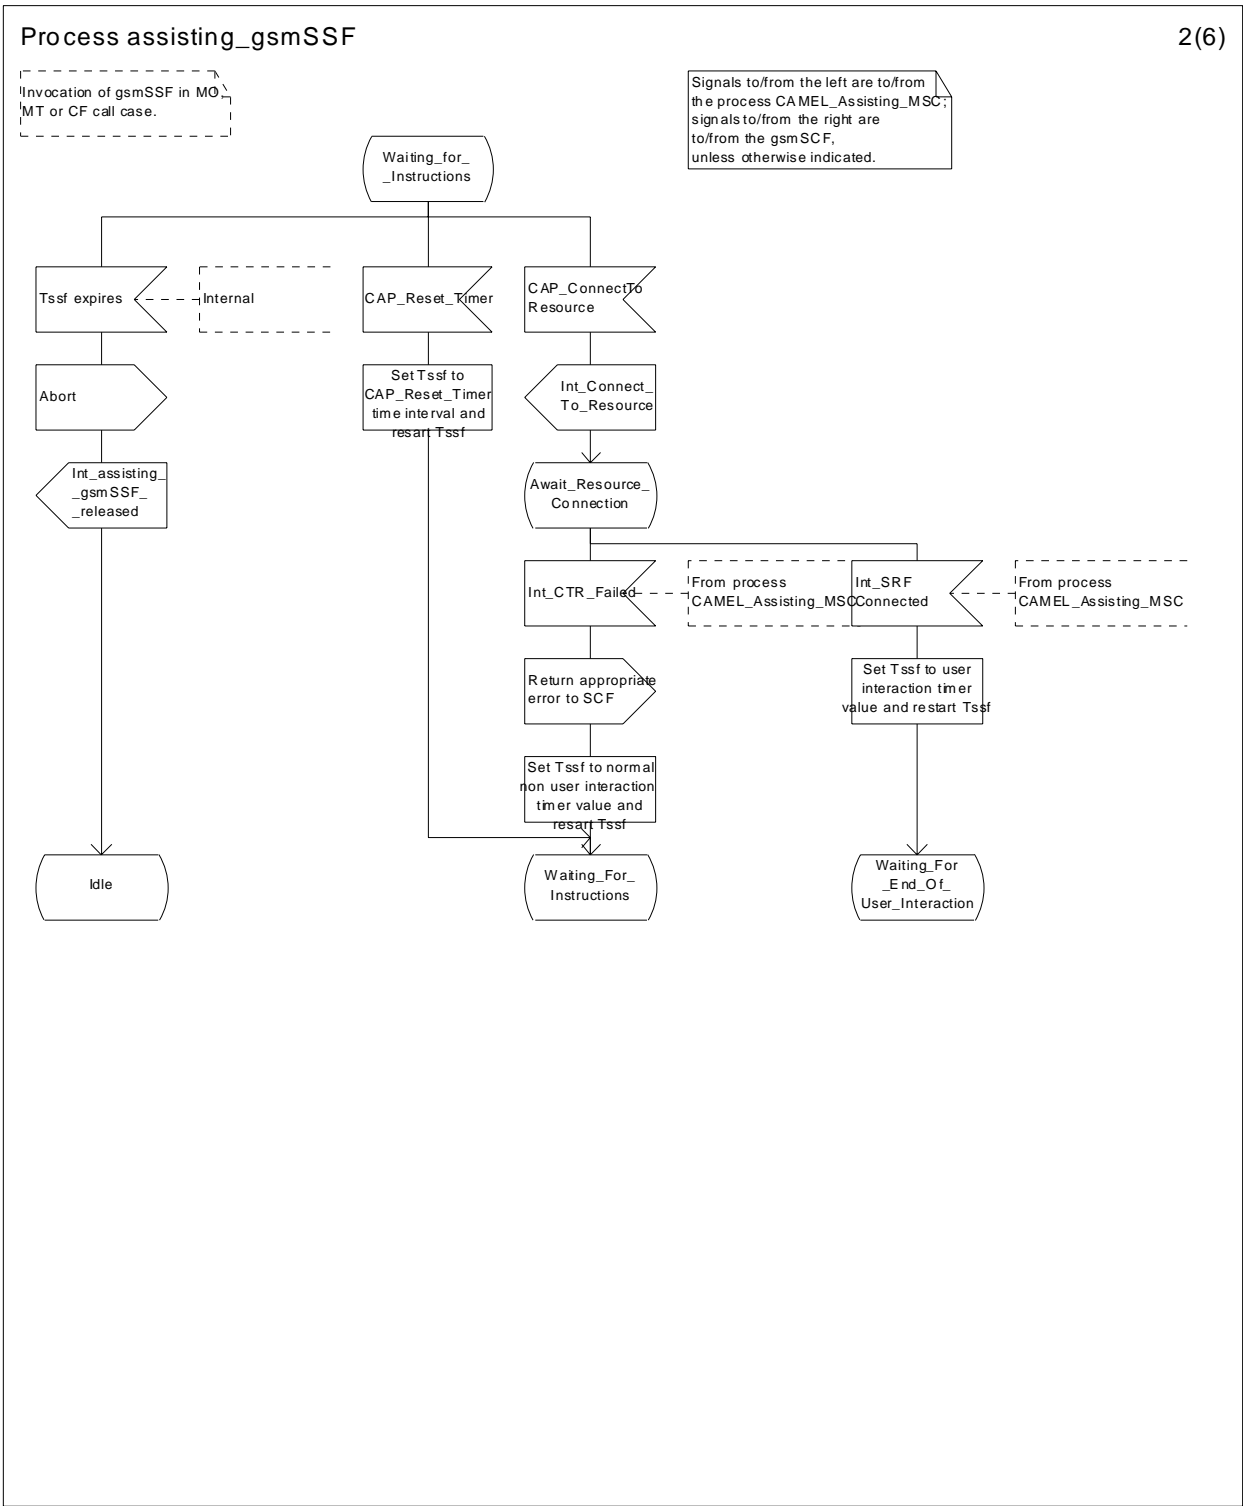 Process assisting_gsmSSF
2(6)
Invocation of gsmSSF in MO,
MT or CF call case.
Signals to/from the left are to/from
the process CAMEL_Assisting_MSC;
signals to/from the right are
to/from the gsmSCF,
unless otherwise indicated.
Waiting_for_
_Instructions
Tssf expires
Internal
CAP_Reset_Timer
CAP_ConnectTo
Resource
Abort
Set Tssf to
CAP_Reset_Timer
time interval and
resart Tssf
Int_Connect_
To_Resource
Int_assisting_
_gsmSSF_
_released
Await_Resource_
Connection
Int_CTR_Failed
From process
CAMEL_Assisting_MSC
Int_SRF
Connected
From process
CAMEL_Assisting_MSC
Return appropriate
error to SCF
Set Tssf to user
interaction timer
value and restart Tssf
Set Tssf to normal
non user interaction
timer value and
resart Tssf
Idle
Waiting_For_
Instructions
Waiting_For
_End_Of_
User_Interaction